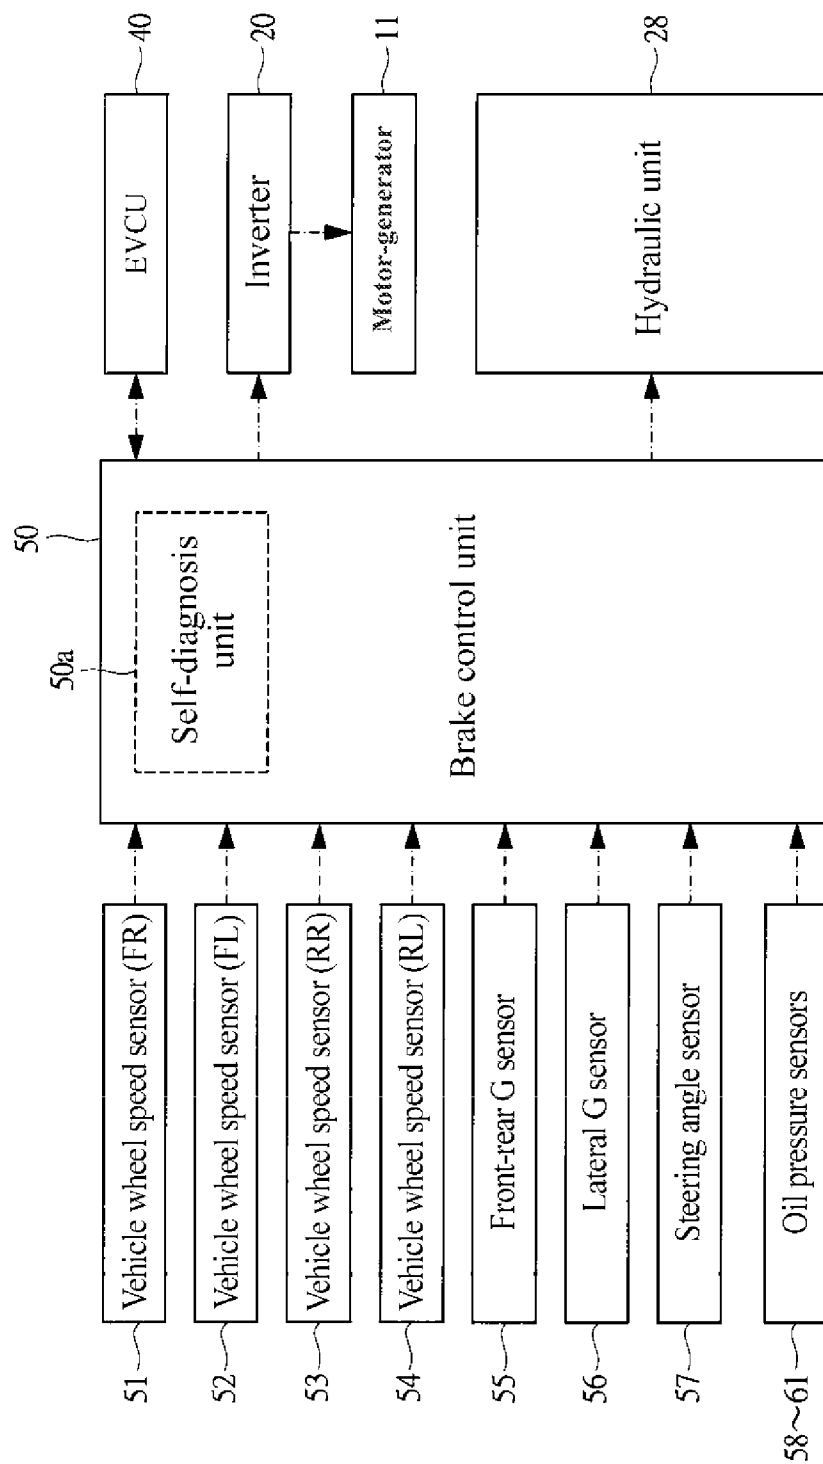 51
Vehicle wheel speed sensor (FR)
52
Vehicle wheel speed sensor (FL)
53
Vehicle wheel speed sensor (RR)
54
Vehicle wheel speed sensor (RL)
55
Front-rear G sensor
56
Lateral G sensor
57
Steering angle sensor
58~61
Oil pressure sensors
50
50a
Self-diagnosis
unit
Brake control unit
EVCU
40
Inverter
20
Motor-generator
11
Hydraulic unit
28